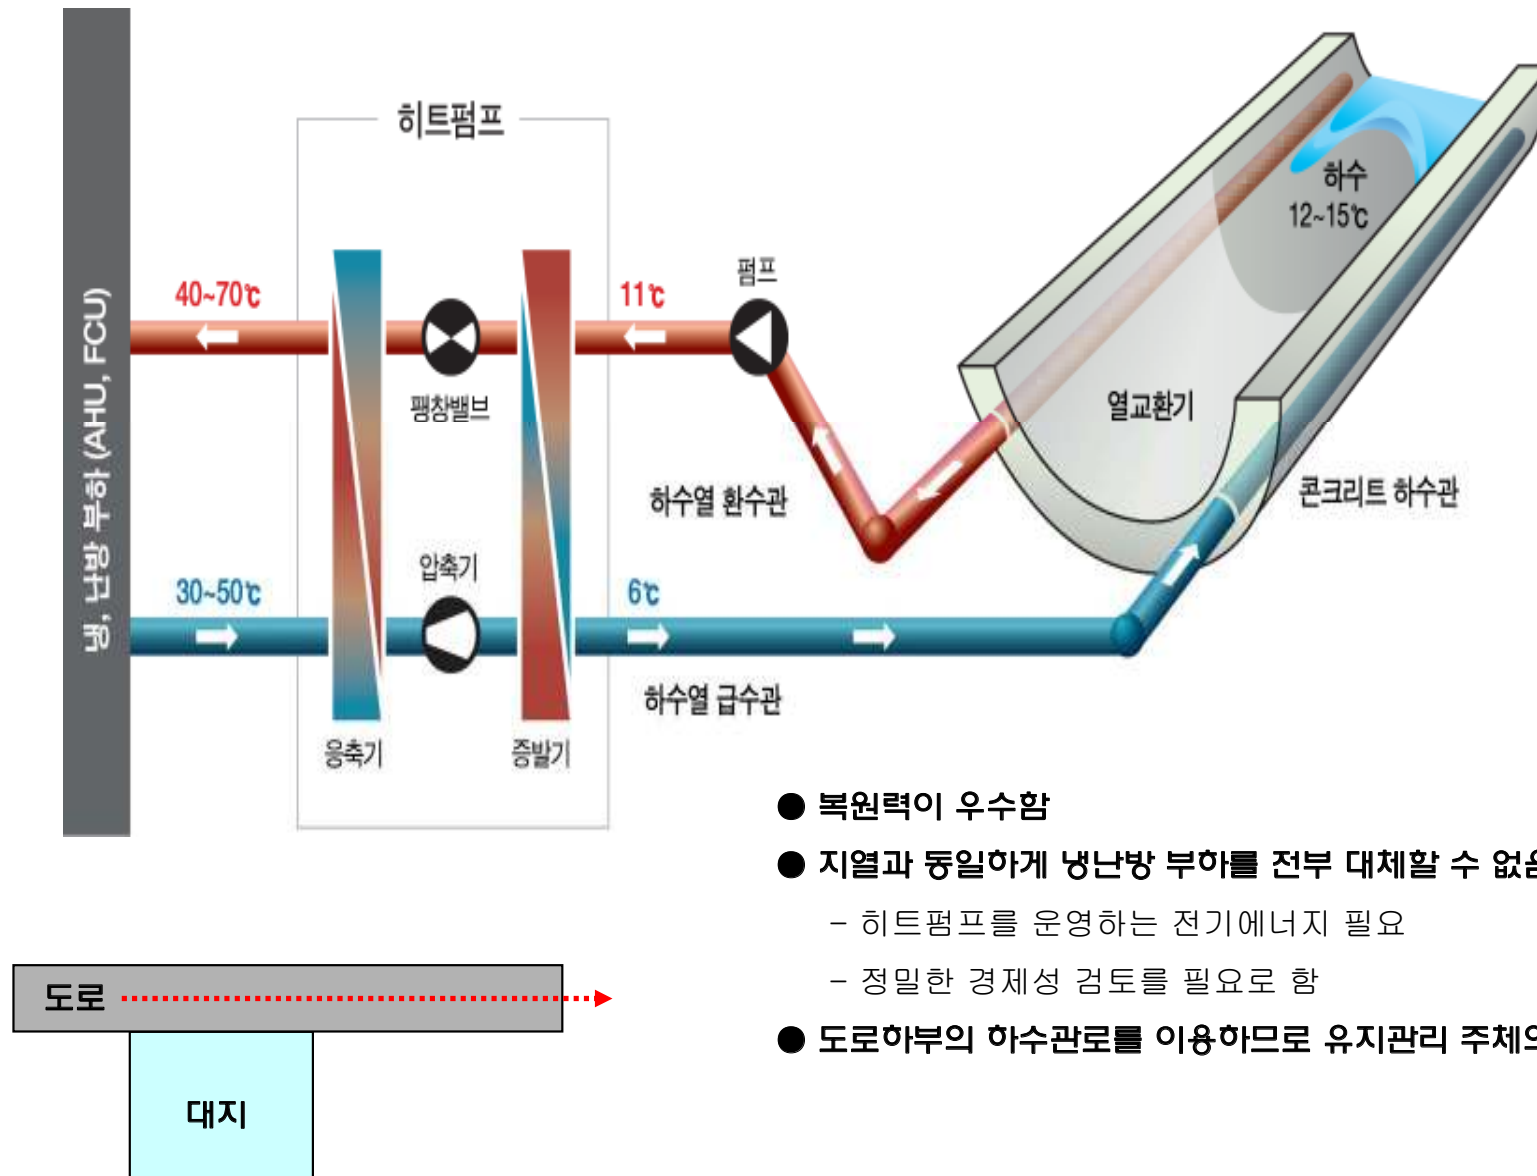 히트펌프
하수
12~15℃
펌프
40~70℃
11℃
팽창밸브
열교환기
냉, 난방 부하 (AHU, FCU)
하수열 환수관
콘크리트 하수관
압축기
30~50℃
6℃
하수열 급수관
응축기
증발기
● 복원력이 우수함
● 지열과 동일하게 냉난방 부하를 전부 대체할 수 없음
– 히트펌프를 운영하는 전기에너지 필요
– 정밀한 경제성 검토를 필요로 함
● 도로하부의 하수관로를 이용하므로 유지관리 주체의
도로
대지